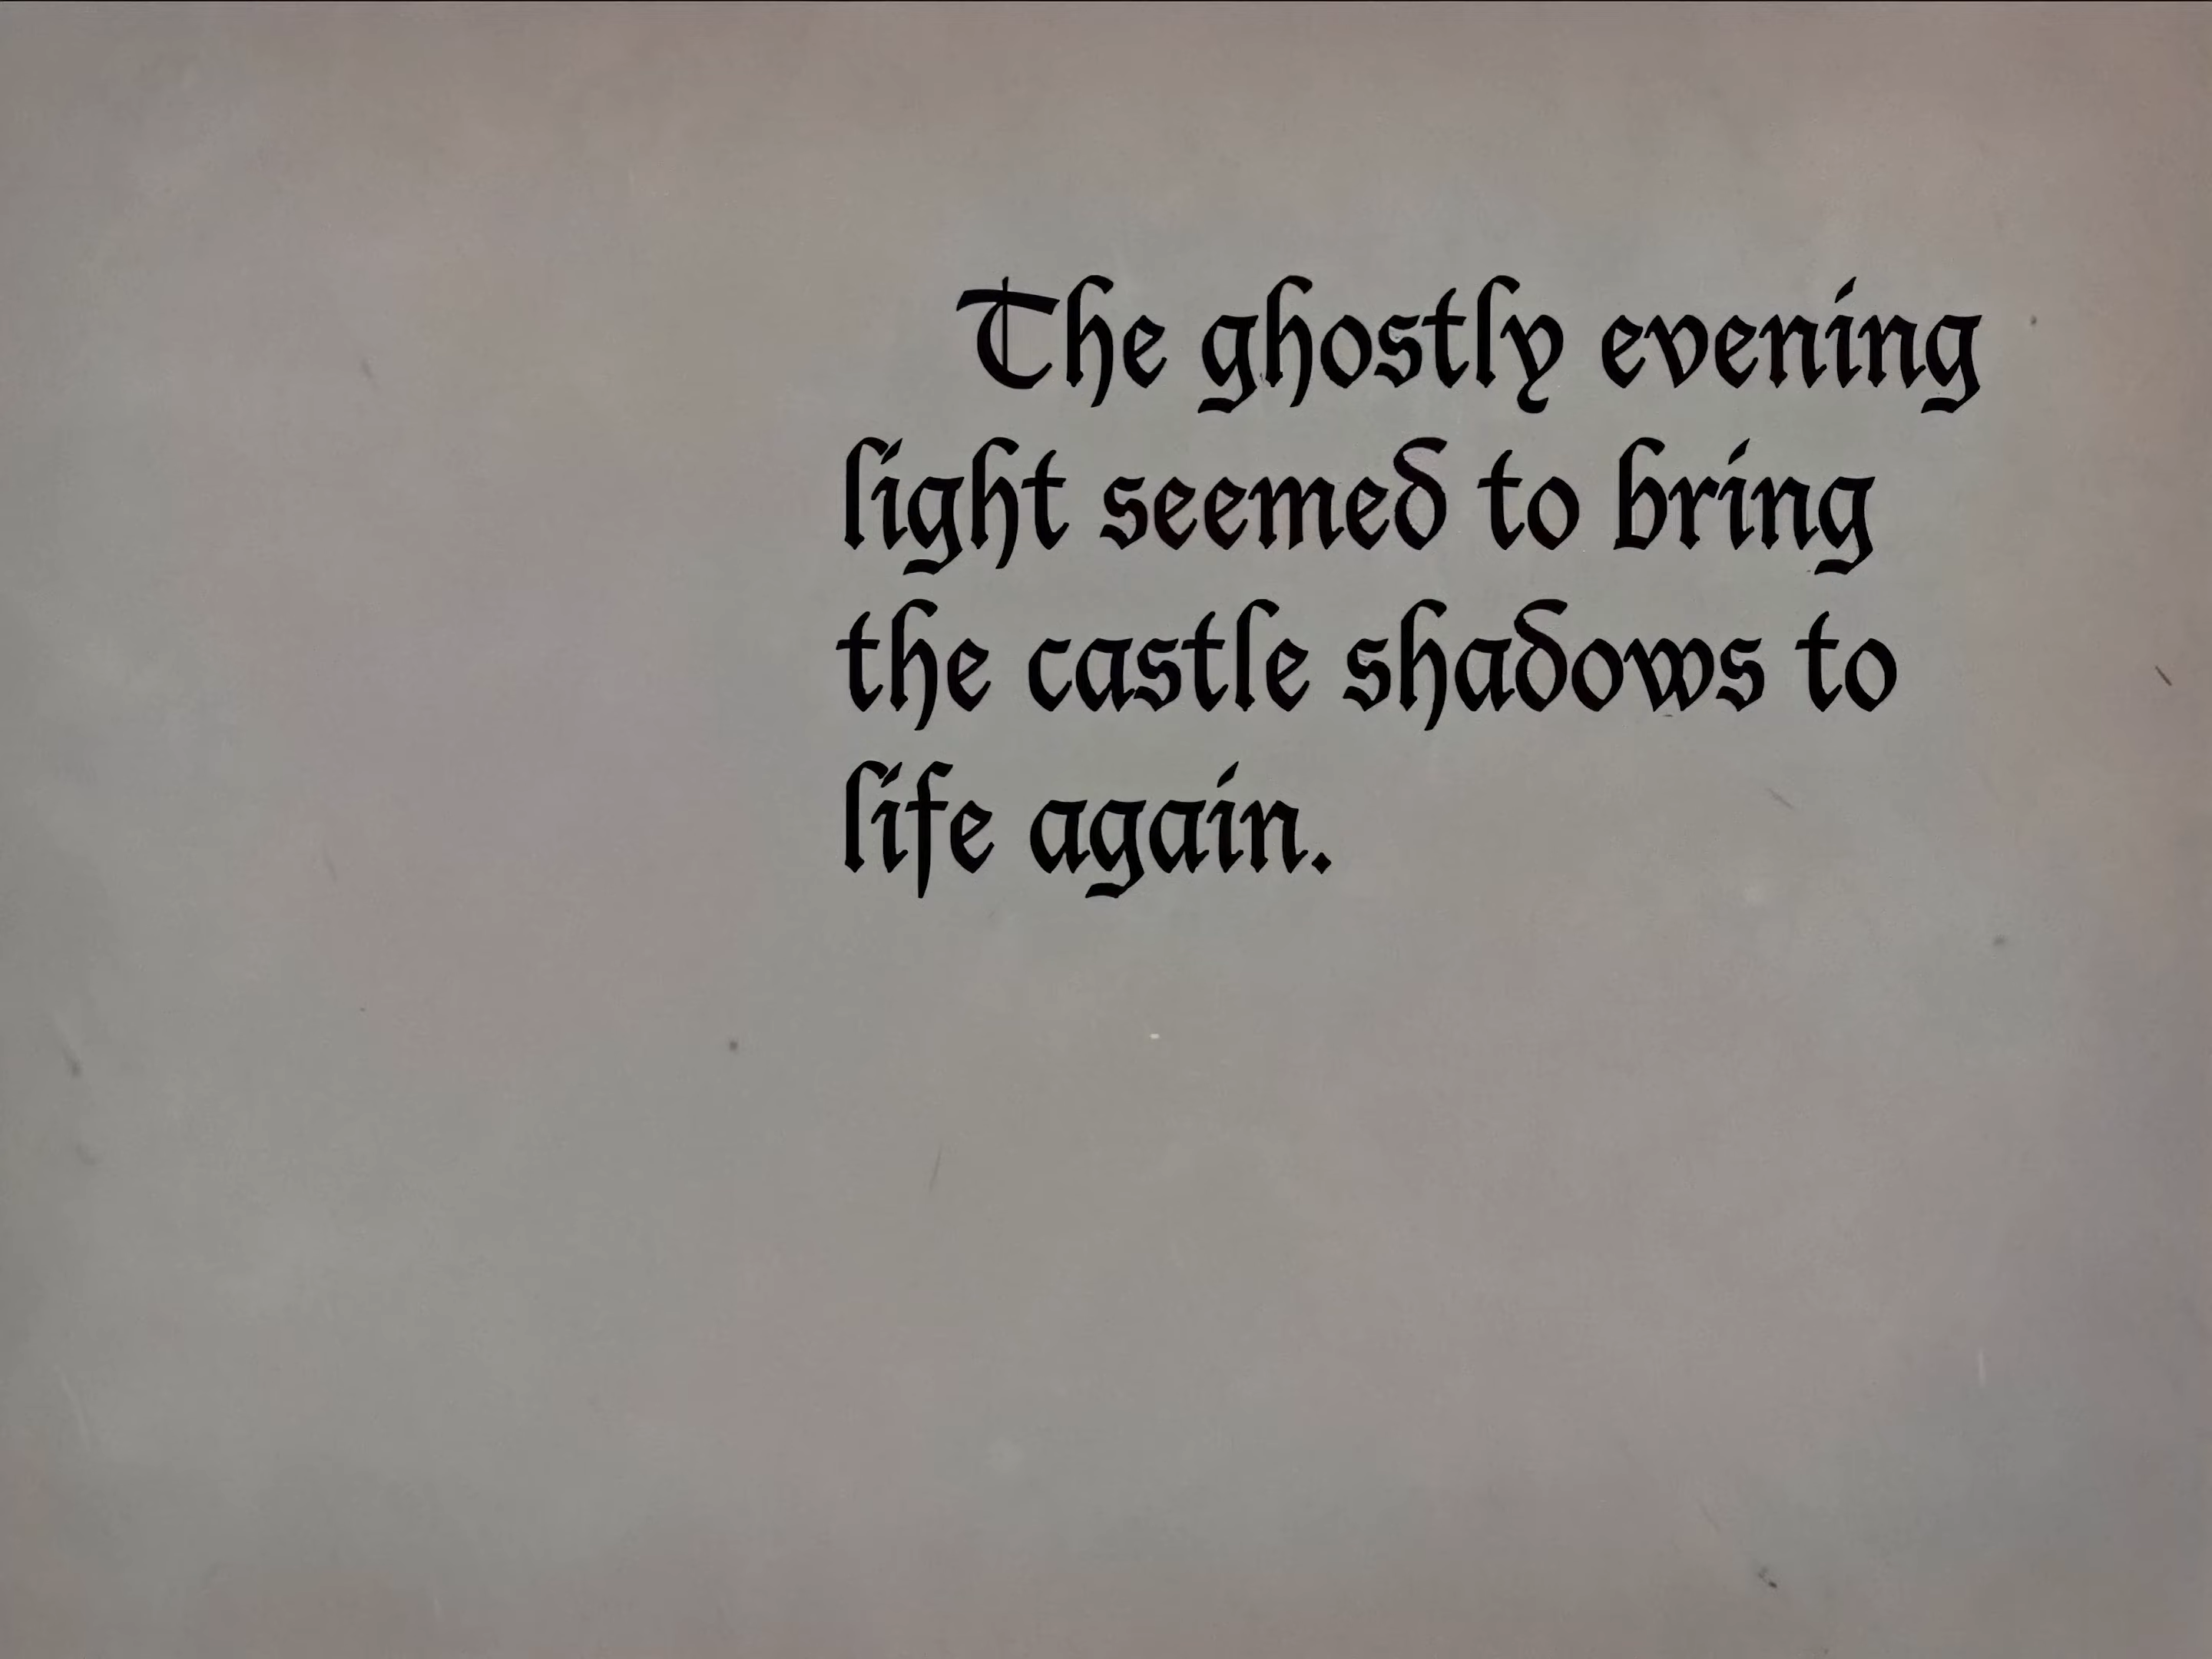 The ghostly evening
light seemed to bring
the castle shadows to
life again.